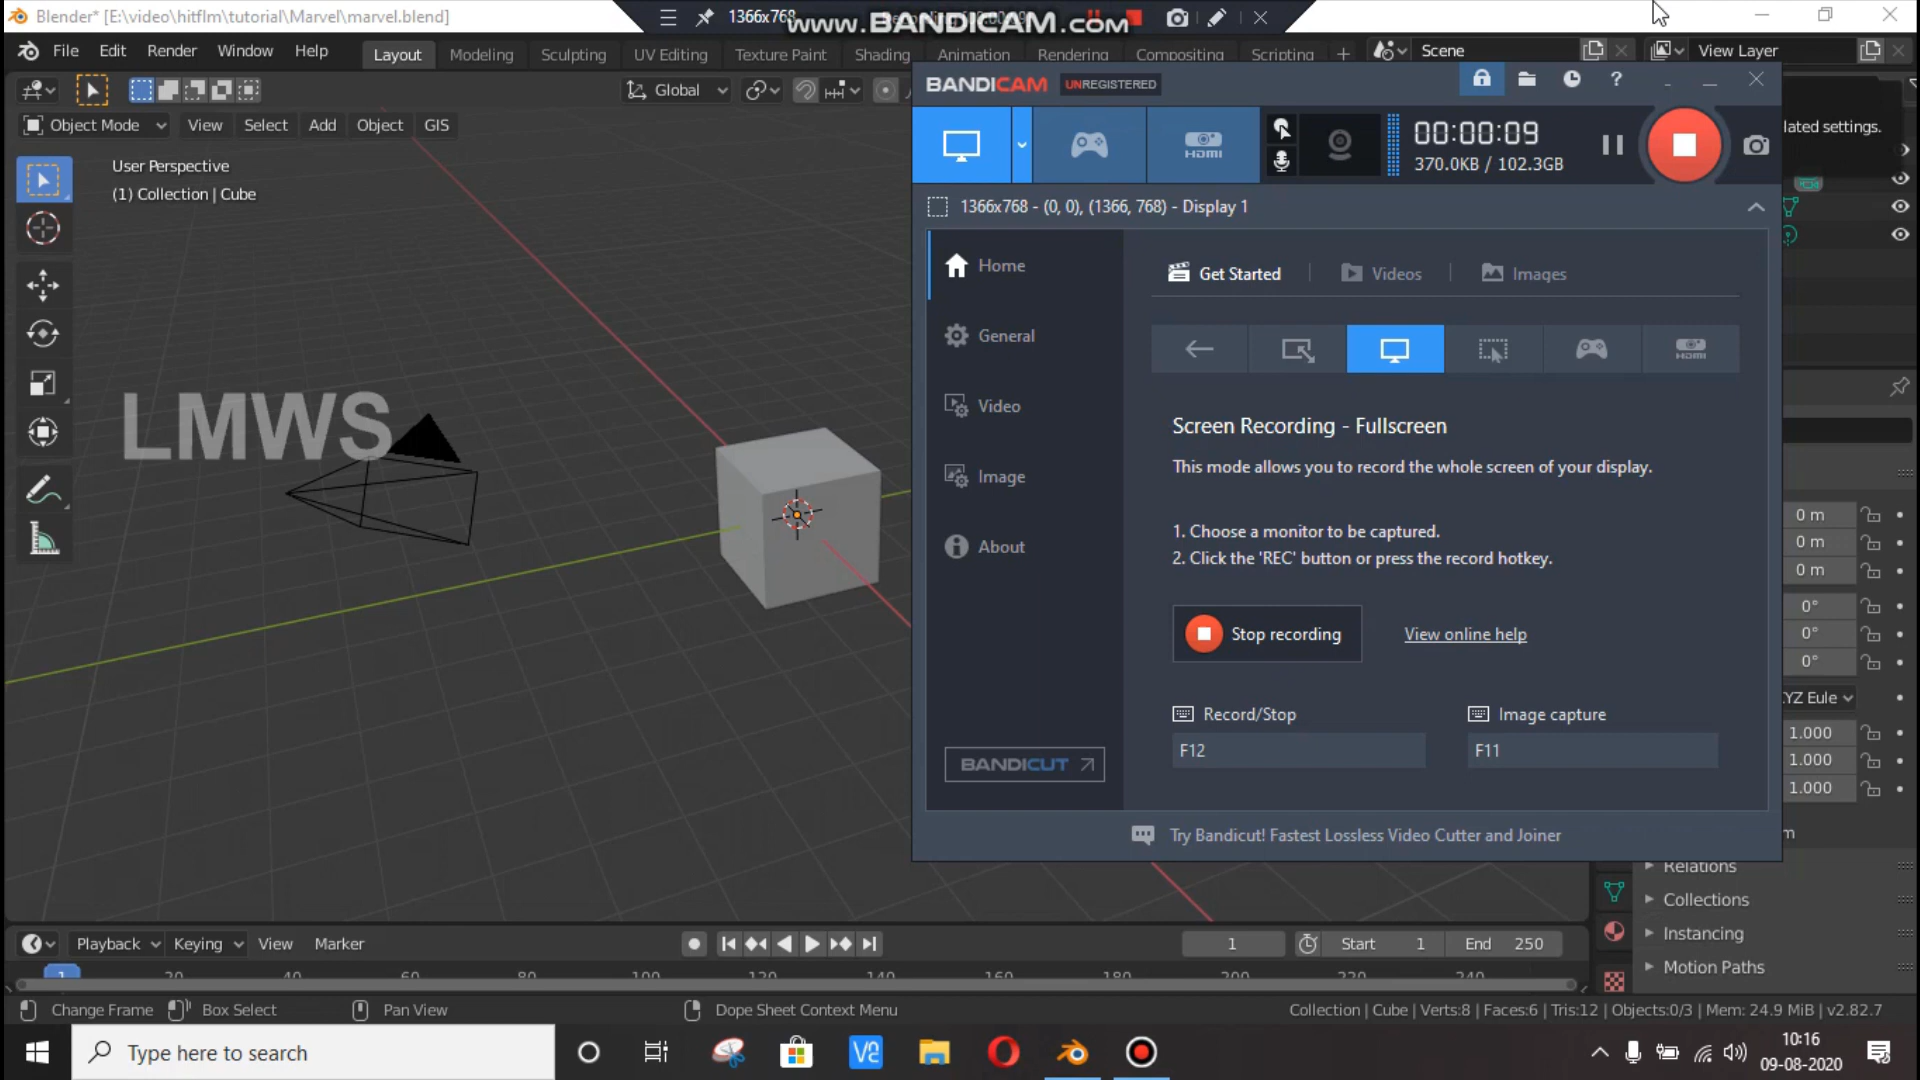 Blender* [E:\video\hitflm\tutorial\Marvel\marvel.blend]
1366x768
www.BANDICAM.com
File Edit Render Window Help
Layout Modeling Sculpting UV Editing Texture Paint Shading Animation Rendering Compositing Scripting
Scene
View Layer
Global
Object Mode View Select Add Object GIS
User Perspective
(1) Collection | Cube
LMWS
BANDICAM UNREGISTERED
HDMI
00:00:09
370.0KB / 102.3GB
lated settings.
1366x768 - (0, 0), (1366, 768) - Display 1
Home
General
Video
Image
About
BANDICUT
Get Started Videos Images
HDMI
Screen Recording - Fullscreen
This mode allows you to record the whole screen of your display.
1. Choose a monitor to be captured.
2. Click the 'REC' button or press the record hotkey.
Stop recording
View online help
Record/Stop
F12
Image capture
F11
Try Bandicut! Fastest Lossless Video Cutter and Joiner
0 m
0 m
0 m
0°
0°
0°
YZ Eule
1.000
1.000
1.000
m
Relations
Collections
Instancing
Motion Paths
Playback Keying View Marker
1
Start 1
End 250
1 20 40 60 80 100 120 140 160 180 200 220 240
Change Frame Box Select Pan View Dope Sheet Context Menu
Collection | Cube | Verts:8 | Faces:6 | Tris:12 | Objects:0/3 | Mem: 24.9 MiB | v2.82.7
Type here to search
10:16
09-08-2020